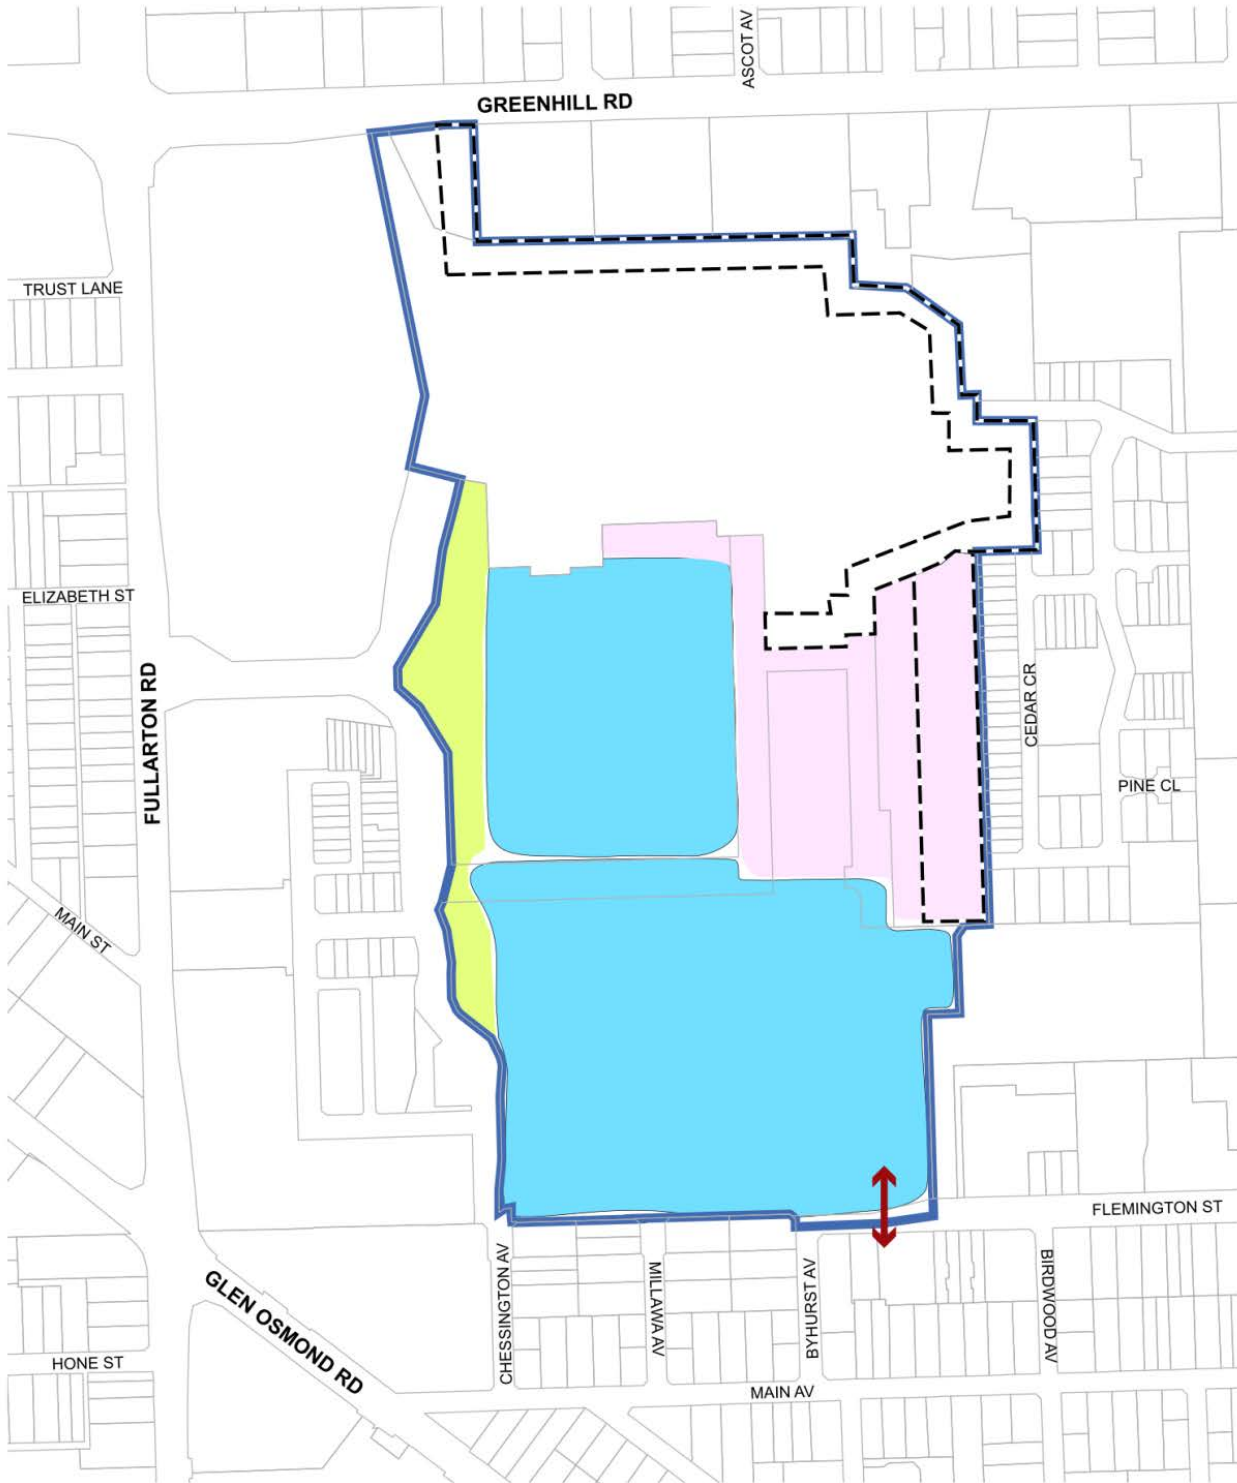 ASCOT AV
GREENHILL RD
TRUST LANE
ELIZABETH ST
FULLARTON RD
CEDAR CR
PINE CL
MAIN ST
FLEMINGTON ST
CHESSINGTON AV
MILLAWA AV
BYHURST AV
BIRDWOOD AV
GLEN OSMOND RD
HONE ST
MAIN AV